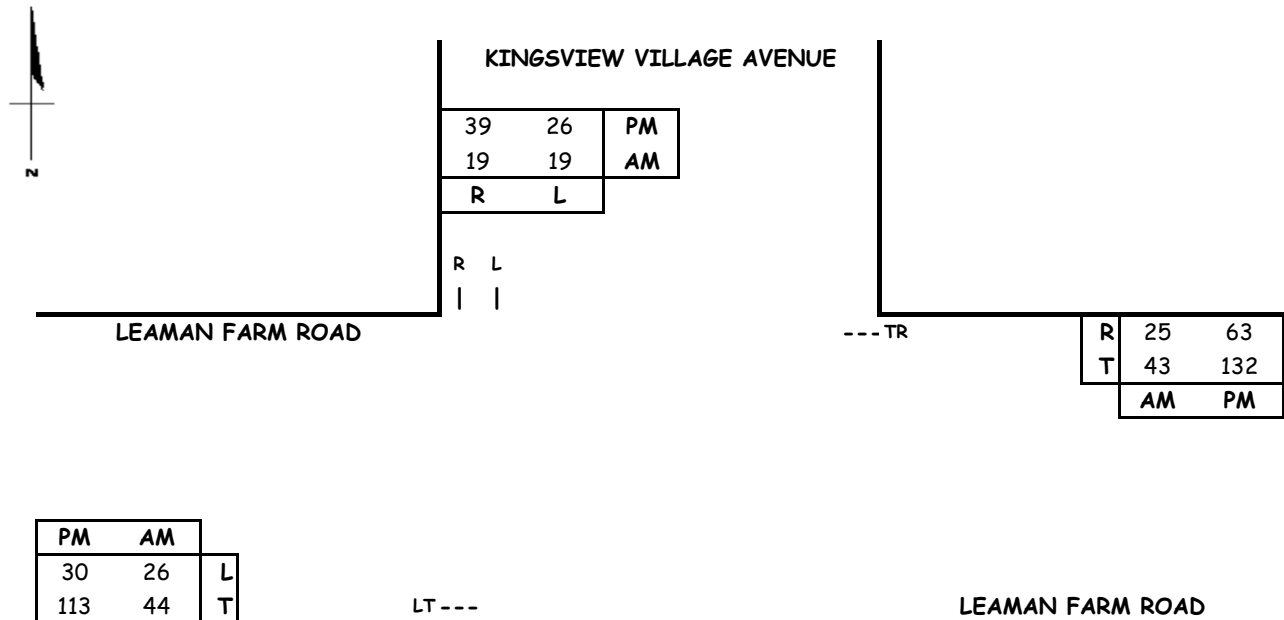 KINGSVIEW VILLAGE AVENUE
39 26 PM
19 19 AM
R L
N
R L
| |
LEAMAN FARM ROAD
---TR
R 25 63
T 43 132
AM PM
PM AM
30 26 L
113 44 T
LT---
LEAMAN FARM ROAD